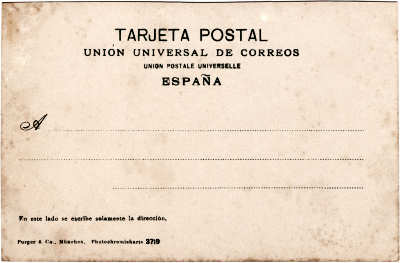 TARJETA POSTAL
UNIÓN UNIVERSAL DE CORREOS
UNION POSTALE UNIVERSELLE
ESPAÑA
A
En este lado se escribe solamente la dirección.
Purger & Co., München, Photochromiekarte 3719